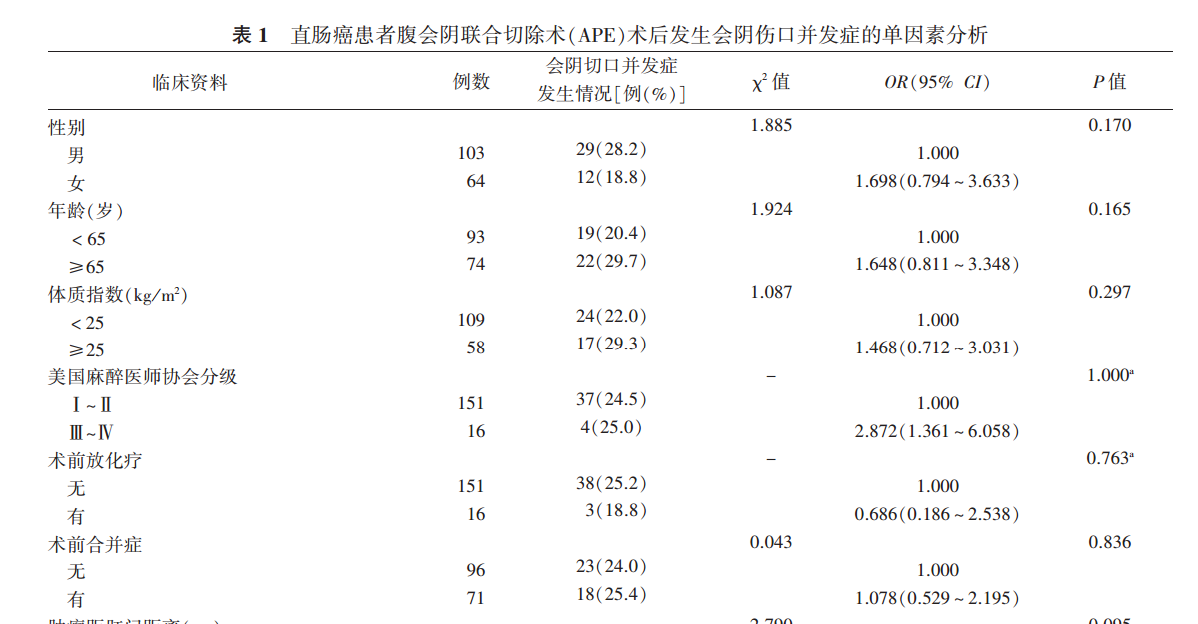 表 1 直肠癌患者腹会阴联合切除术(APE)术后发生会阴伤口并发症的单因素分析
临床资料 例数 会阴切口并发症发生情况[例(%)] χ² 值 OR(95% CI) P 值
性别 1.885 0.170
男 103 29(28.2) 1.000
女 64 12(18.8) 1.698(0.794～3.633)
年龄(岁) 1.924 0.165
＜65 93 19(20.4) 1.000
≥65 74 22(29.7) 1.648(0.811～3.348)
体质指数(kg/m²) 1.087 0.297
＜25 109 24(22.0) 1.000
≥25 58 17(29.3) 1.468(0.712～3.031)
美国麻醉医师协会分级 – 1.000ᵃ
Ⅰ～Ⅱ 151 37(24.5) 1.000
Ⅲ～Ⅳ 16 4(25.0) 2.872(1.361～6.058)
术前放化疗 – 0.763ᵃ
无 151 38(25.2) 1.000
有 16 3(18.8) 0.686(0.186～2.538)
术前合并症 0.043 0.836
无 96 23(24.0) 1.000
有 71 18(25.4) 1.078(0.529～2.195)